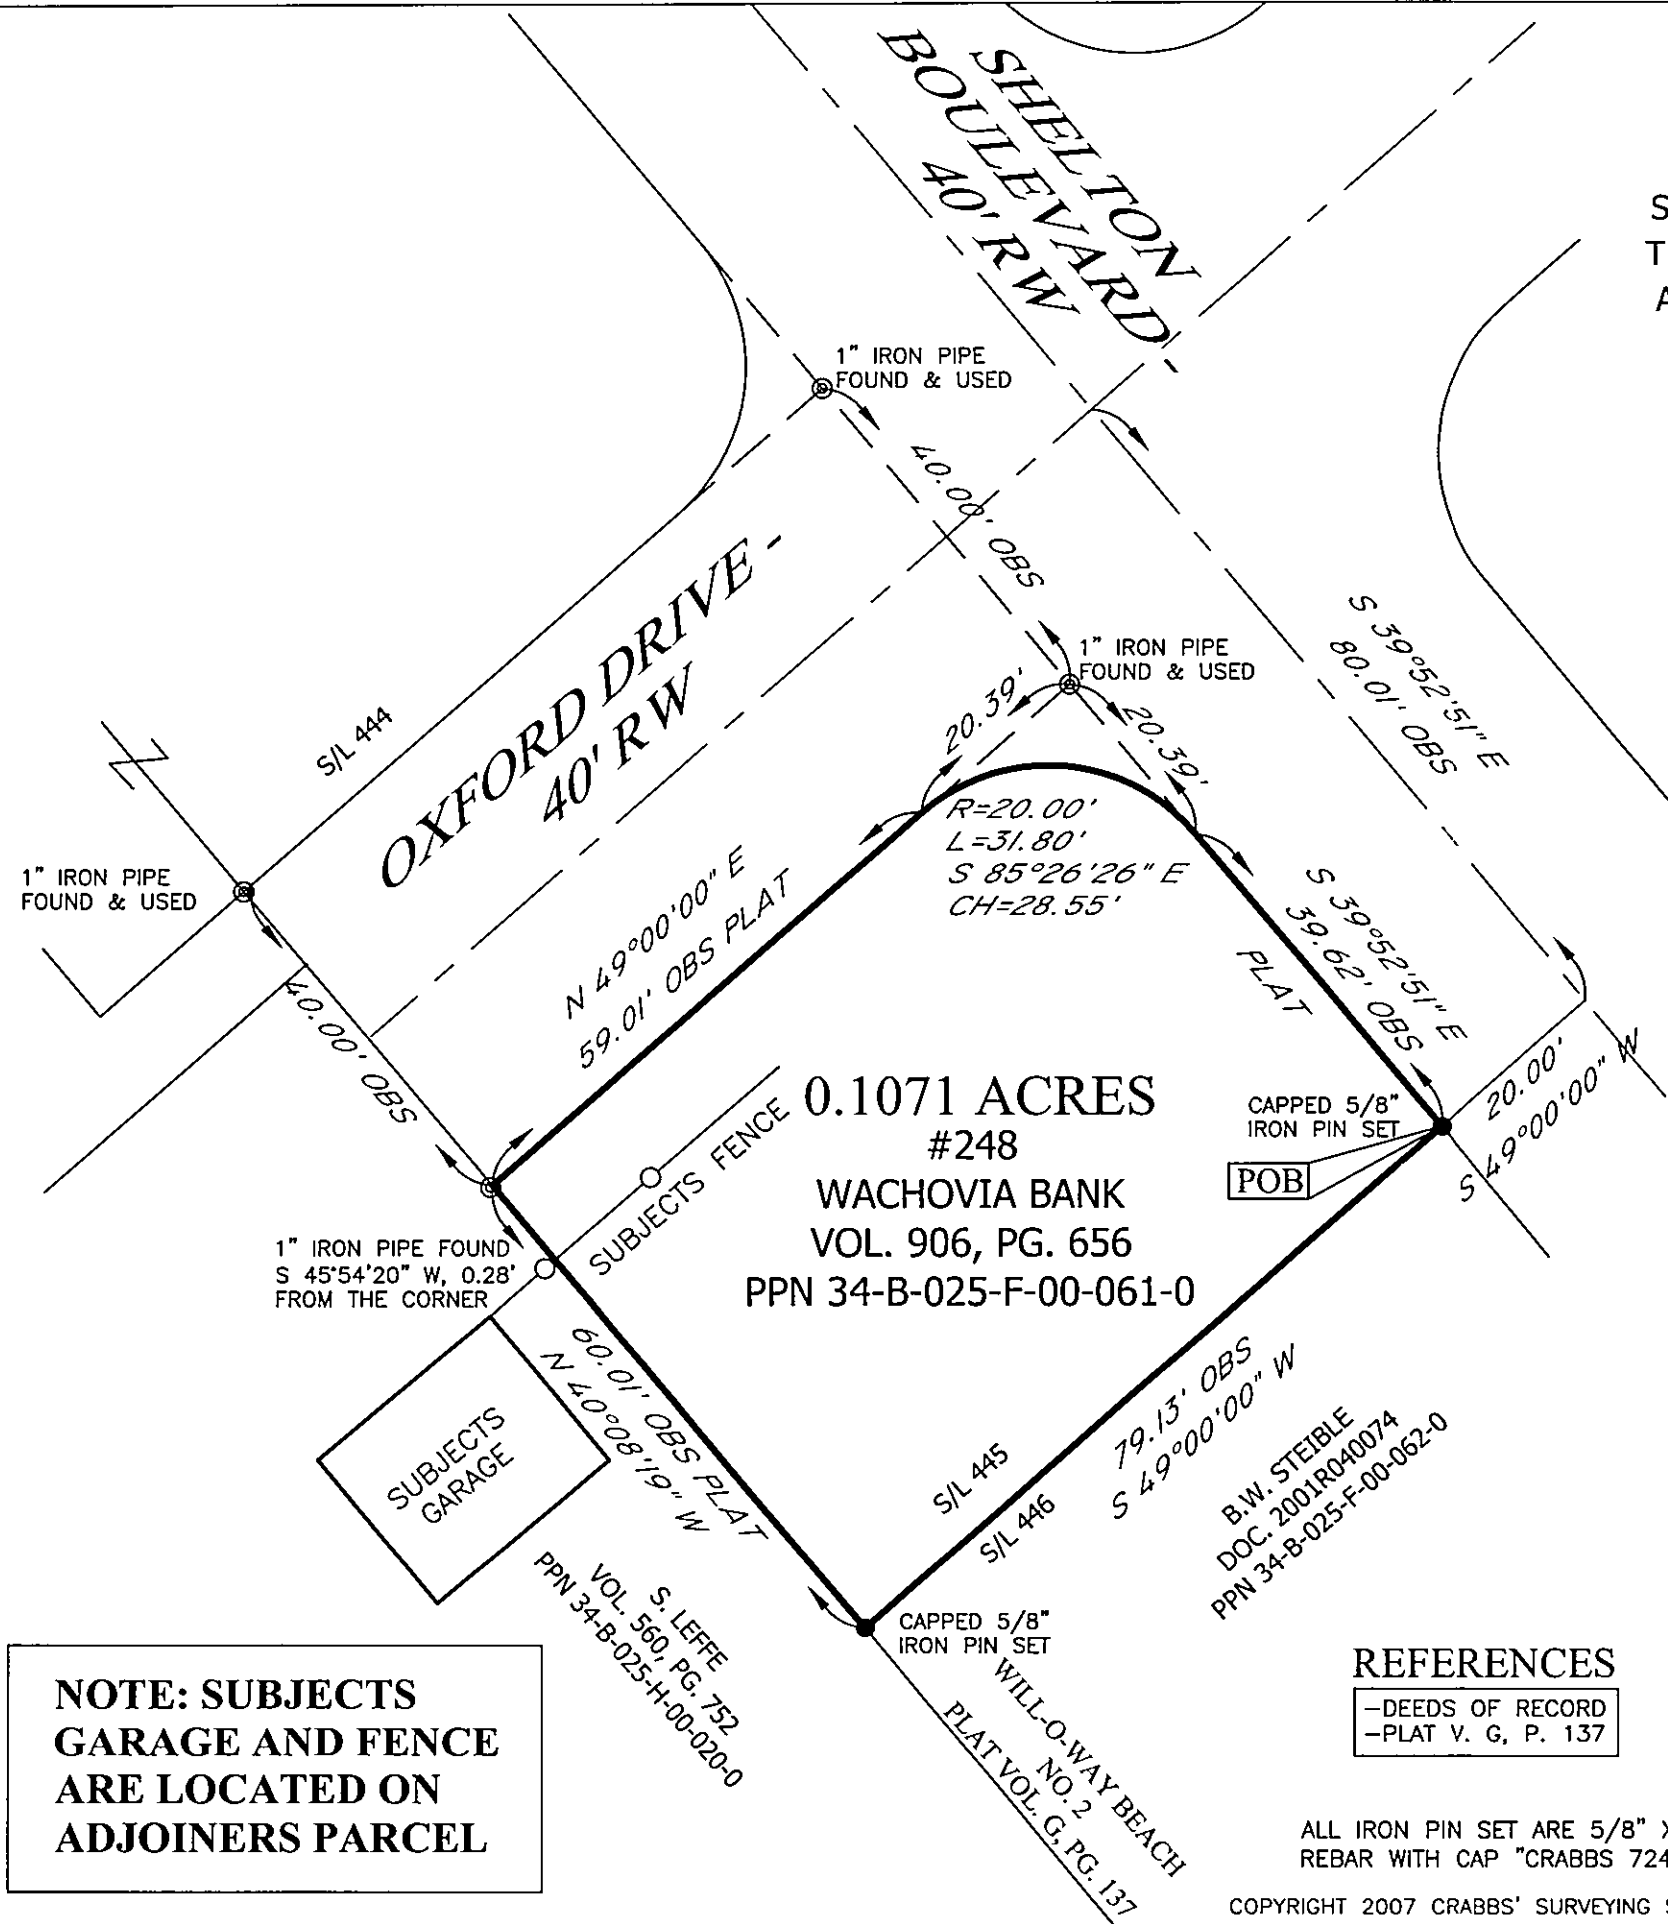 SHELTON
BOULEVARD -
40' RW
S
T
A
1" IRON PIPE
FOUND & USED
40.00' OBS
1" IRON PIPE
FOUND & USED
S 39°52'51" E
80.01' OBS
OXFORD DRIVE -
40' RW
S/L 444
20.39'
20.39'
1" IRON PIPE
FOUND & USED
R=20.00'
L=31.80'
S 85°26'26" E
CH=28.55'
N 49°00'00" E
59.01' OBS PLAT
S 39°52'51" E
39.62' OBS
PLAT
40.00' OBS
0.1071 ACRES
#248
WACHOVIA BANK
VOL. 906, PG. 656
PPN 34-B-025-F-00-061-0
CAPPED 5/8"
IRON PIN SET
POB
20.00'
S 49°00'00" W
SUBJECTS FENCE
1" IRON PIPE FOUND
S 45°54'20" W, 0.28'
FROM THE CORNER
60.01' OBS PLAT
N 40°08'19" W
SUBJECTS
GARAGE
79.13' OBS
S 49°00'00" W
S/L 445
S/L 446
B.W. STEIBLE
DOC. 2001R040074
PPN 34-B-025-F-00-062-0
S. LEFFE
VOL. 560, PG. 752
PPN 34-B-025-H-00-020-0
CAPPED 5/8"
IRON PIN SET
WILL-O-WAY BEACH
NO. 2
PLAT VOL. G, PG. 137
NOTE: SUBJECTS
GARAGE AND FENCE
ARE LOCATED ON
ADJOINERS PARCEL
REFERENCES
-DEEDS OF RECORD
-PLAT V. G, P. 137
ALL IRON PIN SET ARE 5/8" X
REBAR WITH CAP "CRABBS 724
COPYRIGHT 2007 CRABBS' SURVEYING S